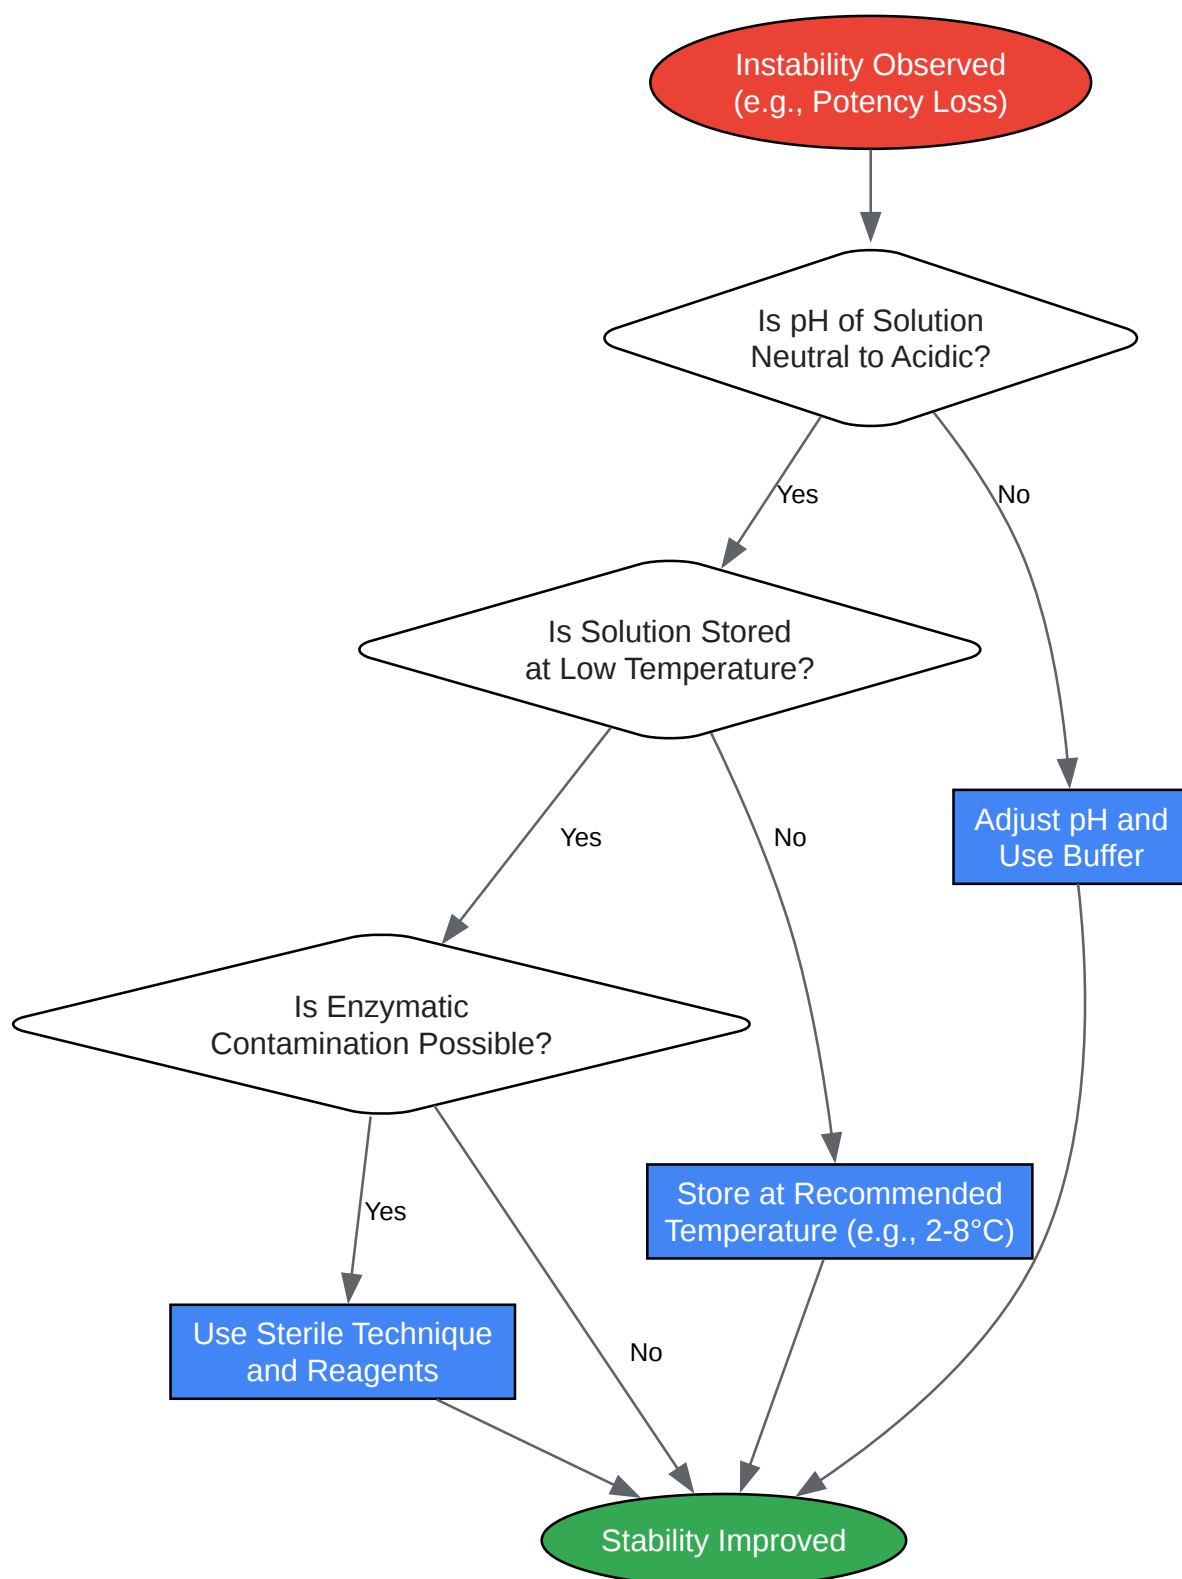 Instability Observed
(e.g., Potency Loss)
Is pH of Solution
Neutral to Acidic?
Yes
No
Is Solution Stored
at Low Temperature?
Yes
No
Adjust pH and
Use Buffer
Is Enzymatic
Contamination Possible?
Yes
No
Store at Recommended
Temperature (e.g., 2-8°C)
Use Sterile Technique
and Reagents
Stability Improved